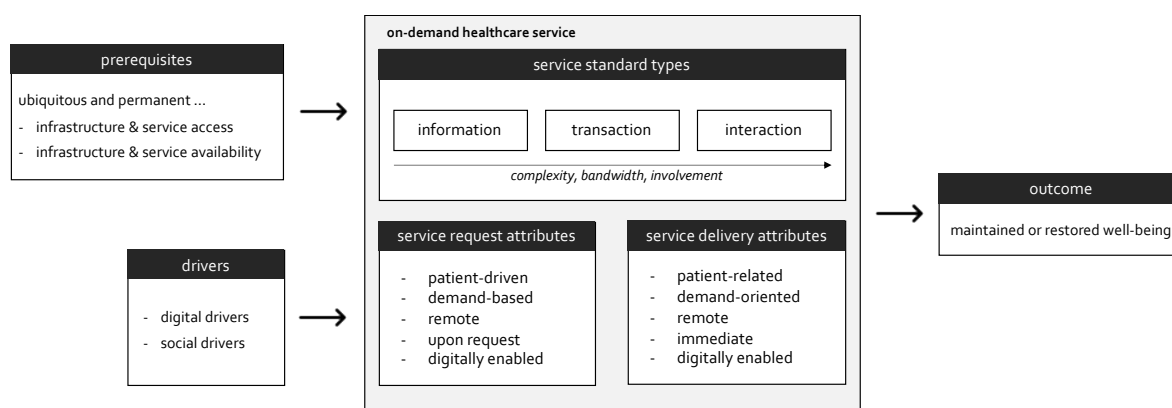 prerequisites
ubiquitous and permanent ...
- infrastructure & service access
- infrastructure & service availability
drivers
- digital drivers
- social drivers
on-demand healthcare service
service standard types
information
transaction
interaction
complexity, bandwidth, involvement
service request attributes
- patient-driven
- demand-based
- remote
- upon request
- digitally enabled
service delivery attributes
- patient-related
- demand-oriented
- remote
- immediate
- digitally enabled
outcome
maintained or restored well-being